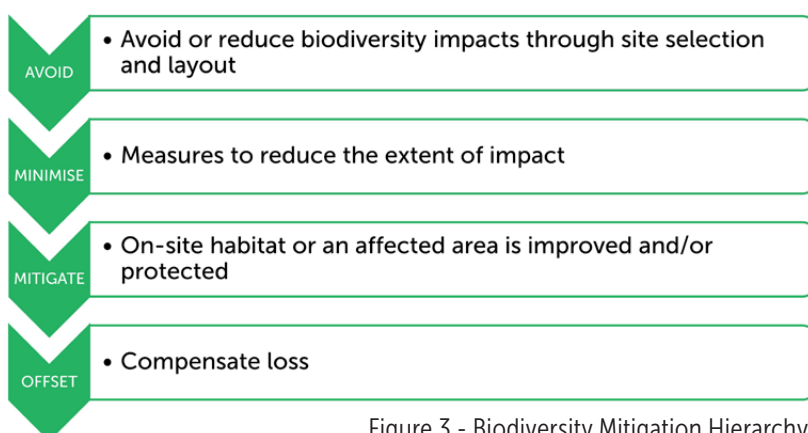 • Avoid or reduce biodiversity impacts through site selection
and layout
AVOID
• Measures to reduce the extent of impact
MINIMISE
• On-site habitat or an affected area is improved and/or
protected
MITIGATE
• Compensate loss
OFFSET
Figure 3 - Biodiversity Mitigation Hierarchy